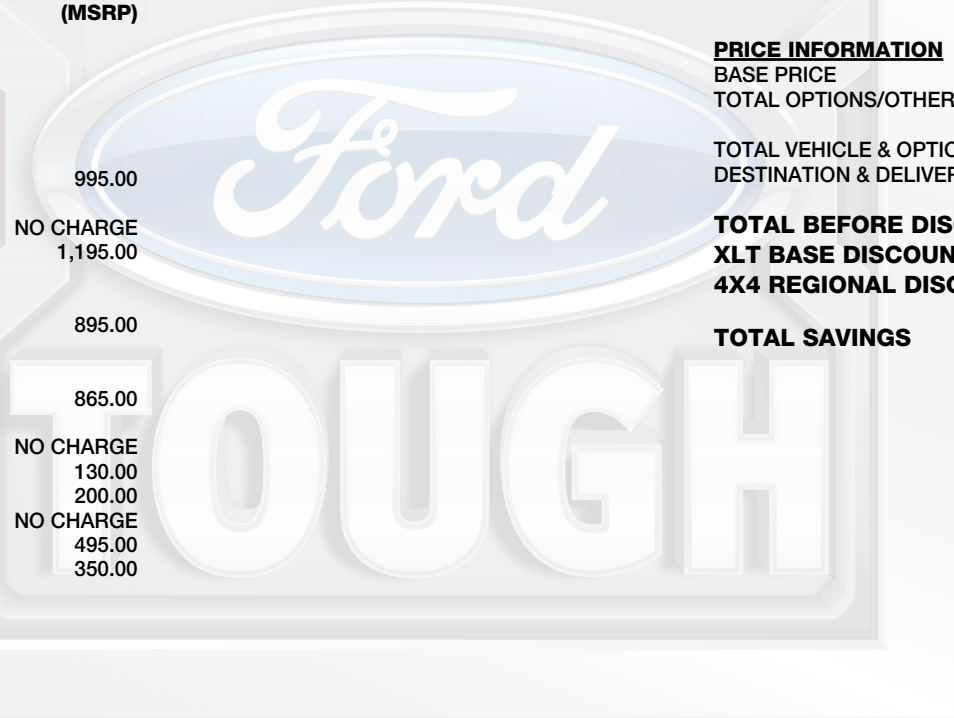 (MSRP)
995.00
NO CHARGE
1,195.00
895.00
865.00
NO CHARGE
130.00
200.00
NO CHARGE
495.00
350.00
Ford
TOUGH
PRICE INFORMATION
BASE PRICE
TOTAL OPTIONS/OTHER
TOTAL VEHICLE & OPTIO
DESTINATION & DELIVER
TOTAL BEFORE DISC
XLT BASE DISCOUN
4X4 REGIONAL DISC
TOTAL SAVINGS